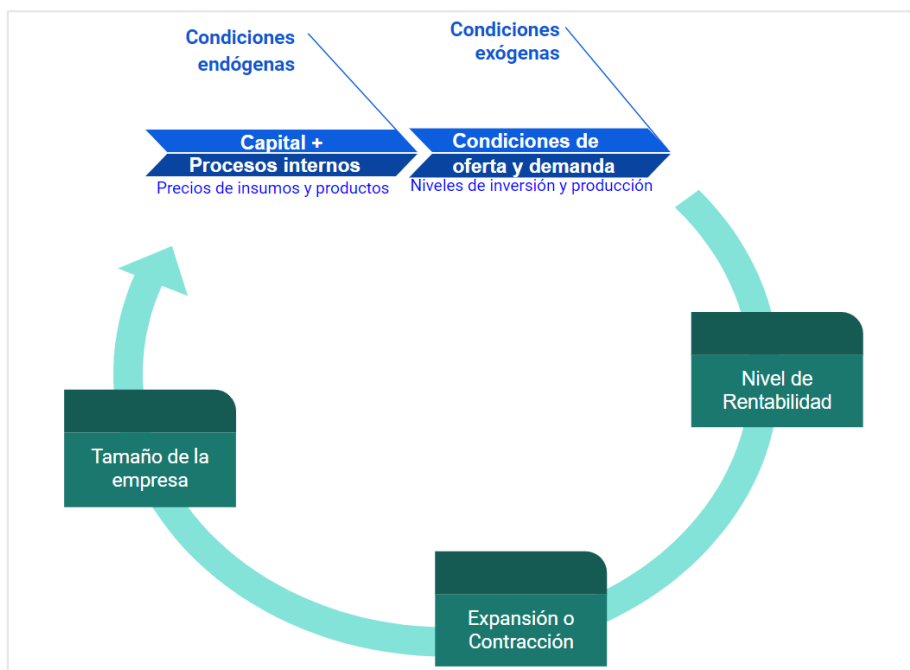 Condiciones
endógenas
Condiciones
exógenas
Capital +
Procesos internos
Precios de insumos y productos
Condiciones de
oferta y demanda
Niveles de inversión y producción
Nivel de
Rentabilidad
Expansión o
Contracción
Tamaño de la
empresa